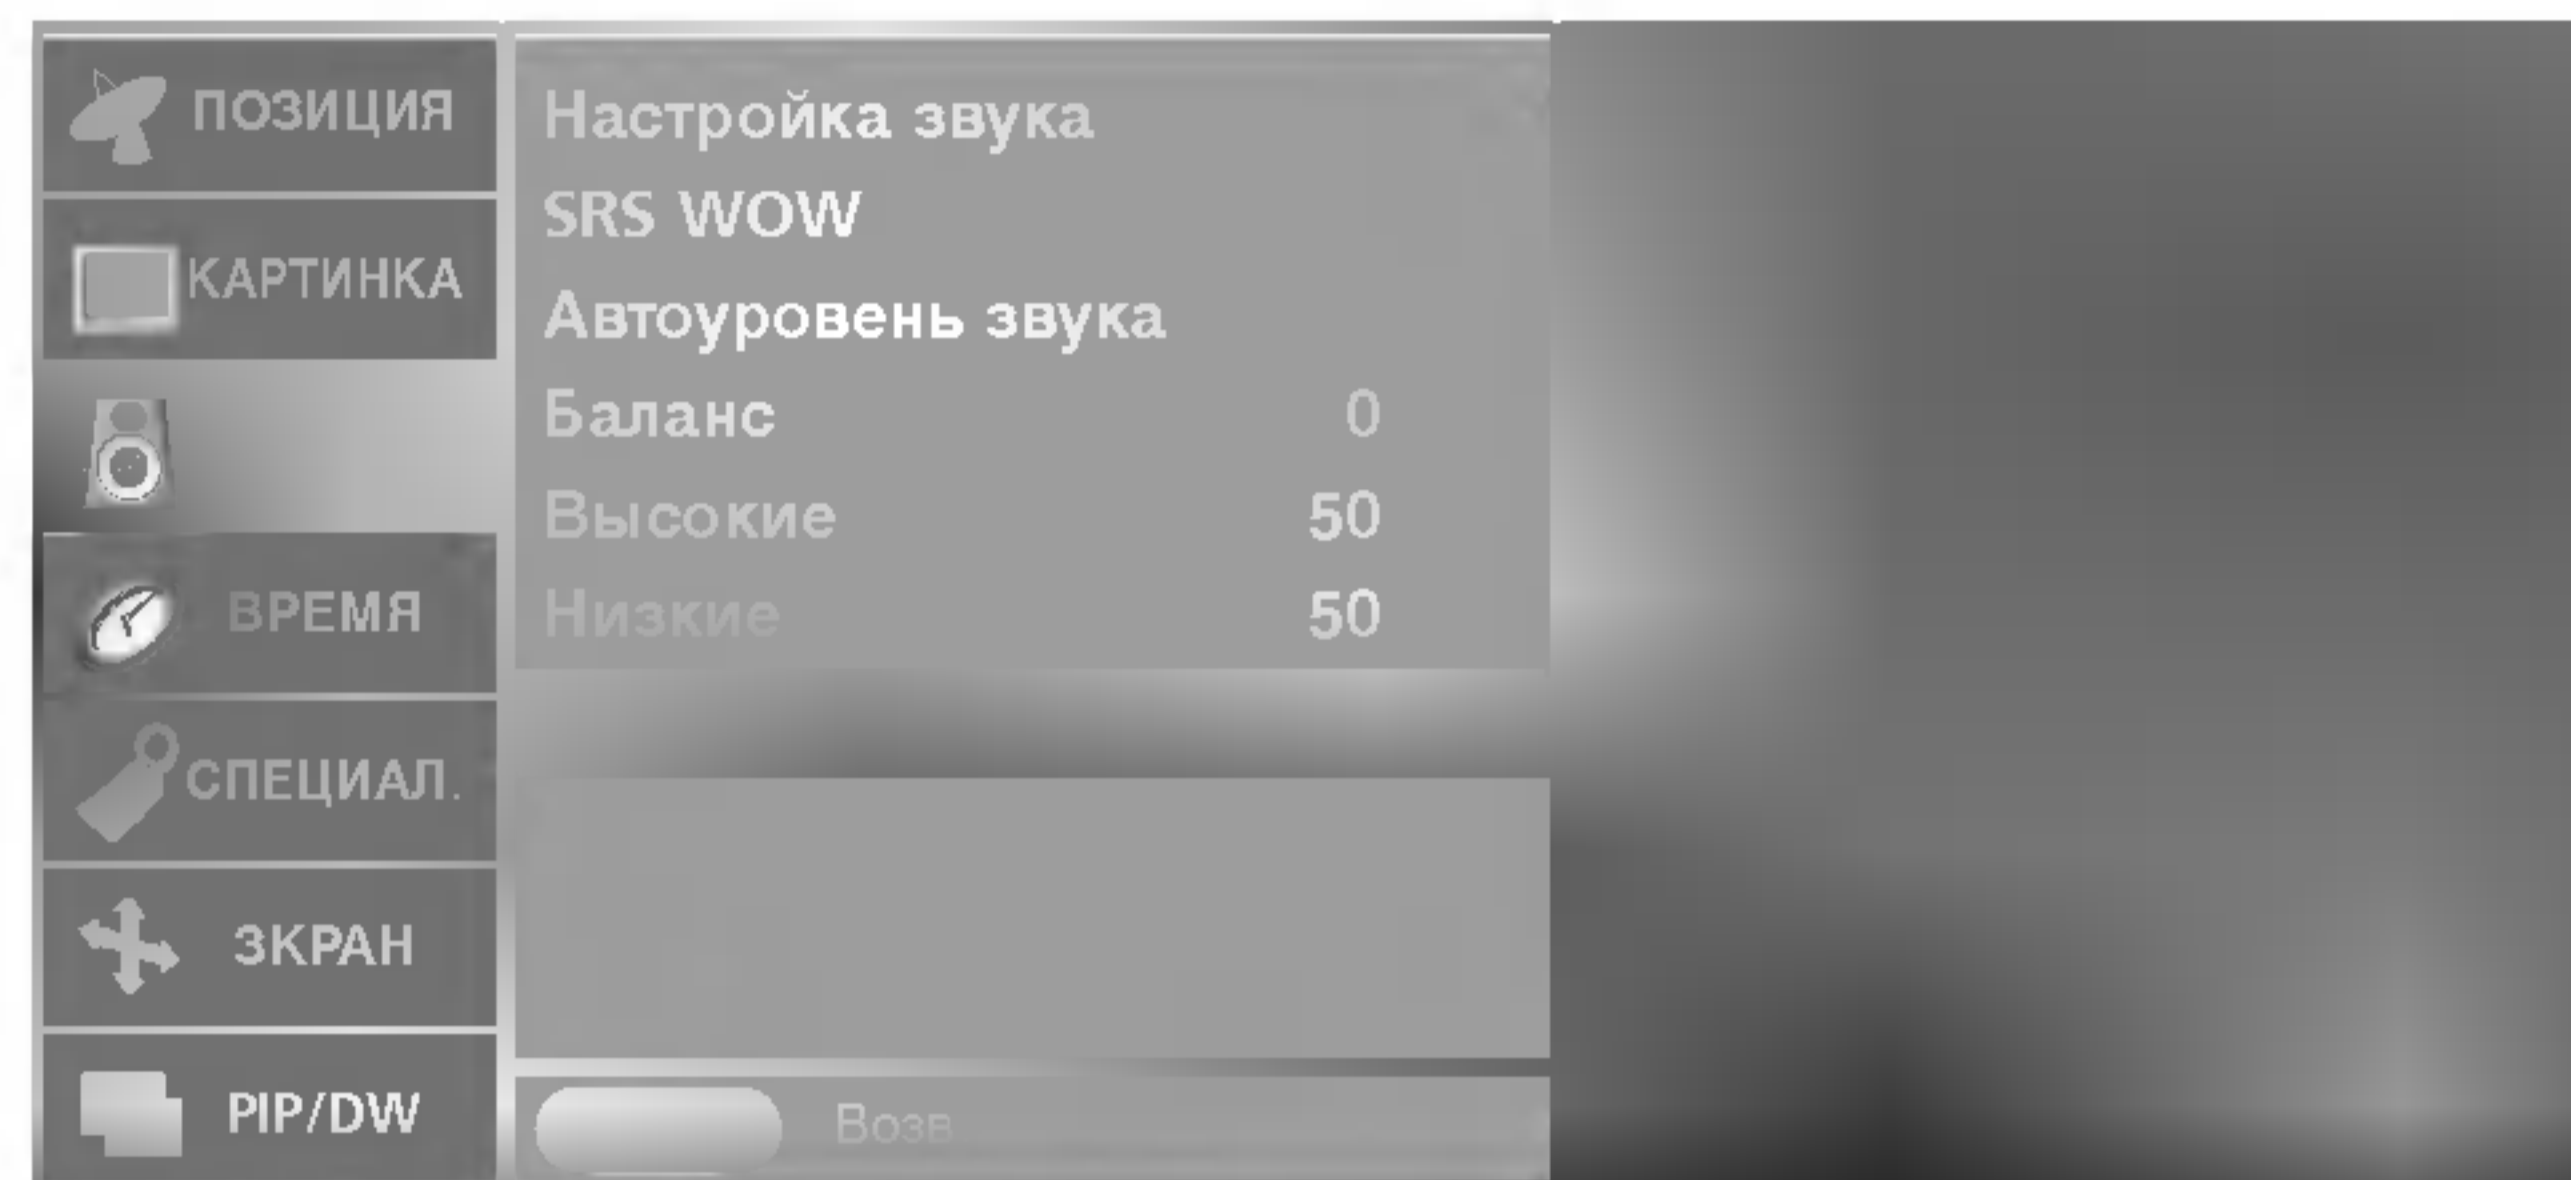 ПОЗИЦИЯ
КАРТИНКА
ВРЕМЯ
СПЕЦИАЛ.
ЗКРАН
PIP/DW
Настройка звука
SRS WOW
Автоуровень звука
Баланс 0
Высокие 50
Низкие 50
Возв